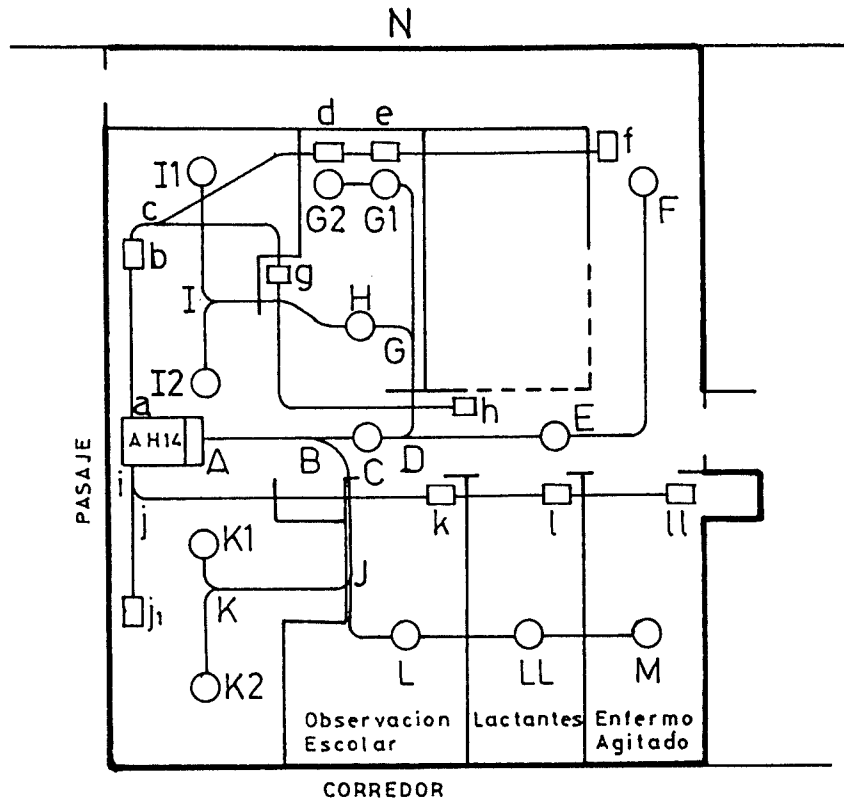 N
d e
f
I1
c
G2 G1
F
b
g
I
H
G
I2
a
h
E
AH14
A
B
C
D
PASAJE
i
j
k
l
ll
K1
J
j1
K
K2
L
LL
M
Observacion
Escolar
Lactantes
Enfermo
Agitado
CORREDOR